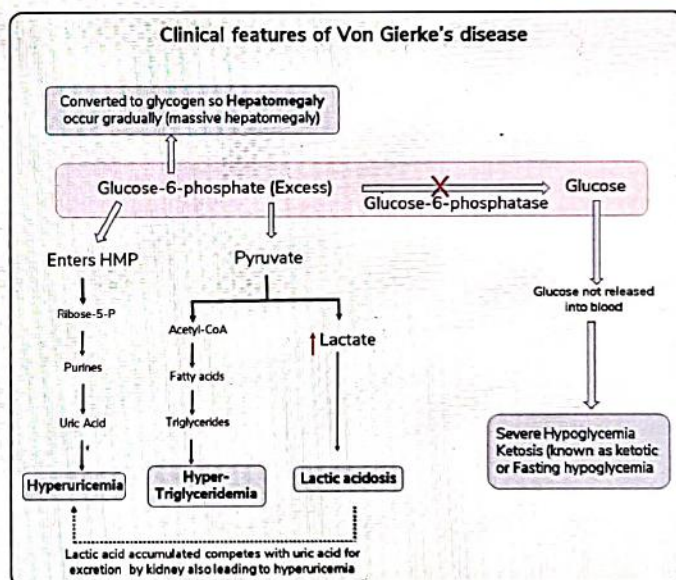 Clinical features of Von Gierke's disease
Converted to glycogen so Hepatomegaly
occur gradually (massive hepatomegaly)
Glucose-6-phosphate (Excess)
Glucose-6-phosphatase
Glucose
Enters HMP
Pyruvate
Glucose not released
into blood
Ribose-5-P
Acetyl-CoA
Lactate
Purines
Fatty acids
Uric Acid
Triglycerides
Severe Hypoglycemia
Ketosis (known as ketotic
or Fasting hypoglycemia
Hyperuricemia
Hyper-
Triglyceridemia
Lactic acidosis
Lactic acid accumulated competes with uric acid for
excretion by kidney also leading to hyperuricemia